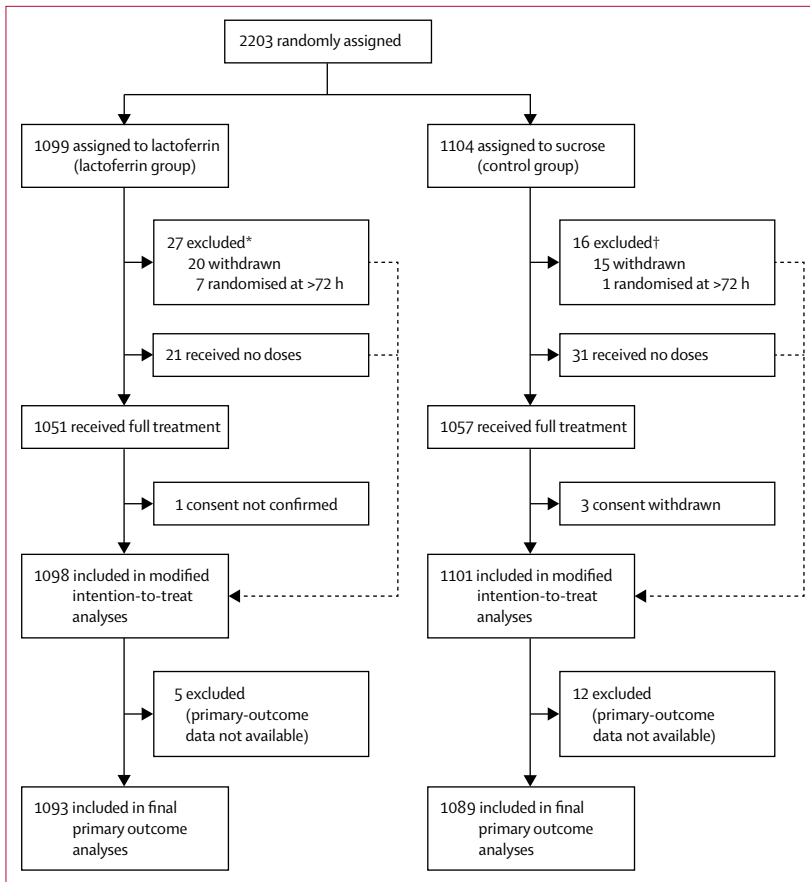 2203 randomly assigned
1099 assigned to lactoferrin
(lactoferrin group)
1104 assigned to sucrose
(control group)
27 excluded*
20 withdrawn
7 randomised at >72 h
16 excluded†
15 withdrawn
1 randomised at >72 h
21 received no doses
31 received no doses
1051 received full treatment
1057 received full treatment
1 consent not confirmed
3 consent withdrawn
1098 included in modified
intention-to-treat
analyses
1101 included in modified
intention-to-treat
analyses
5 excluded
(primary-outcome
data not available)
12 excluded
(primary-outcome
data not available)
1093 included in final
primary outcome
analyses
1089 included in final
primary outcome
analyses